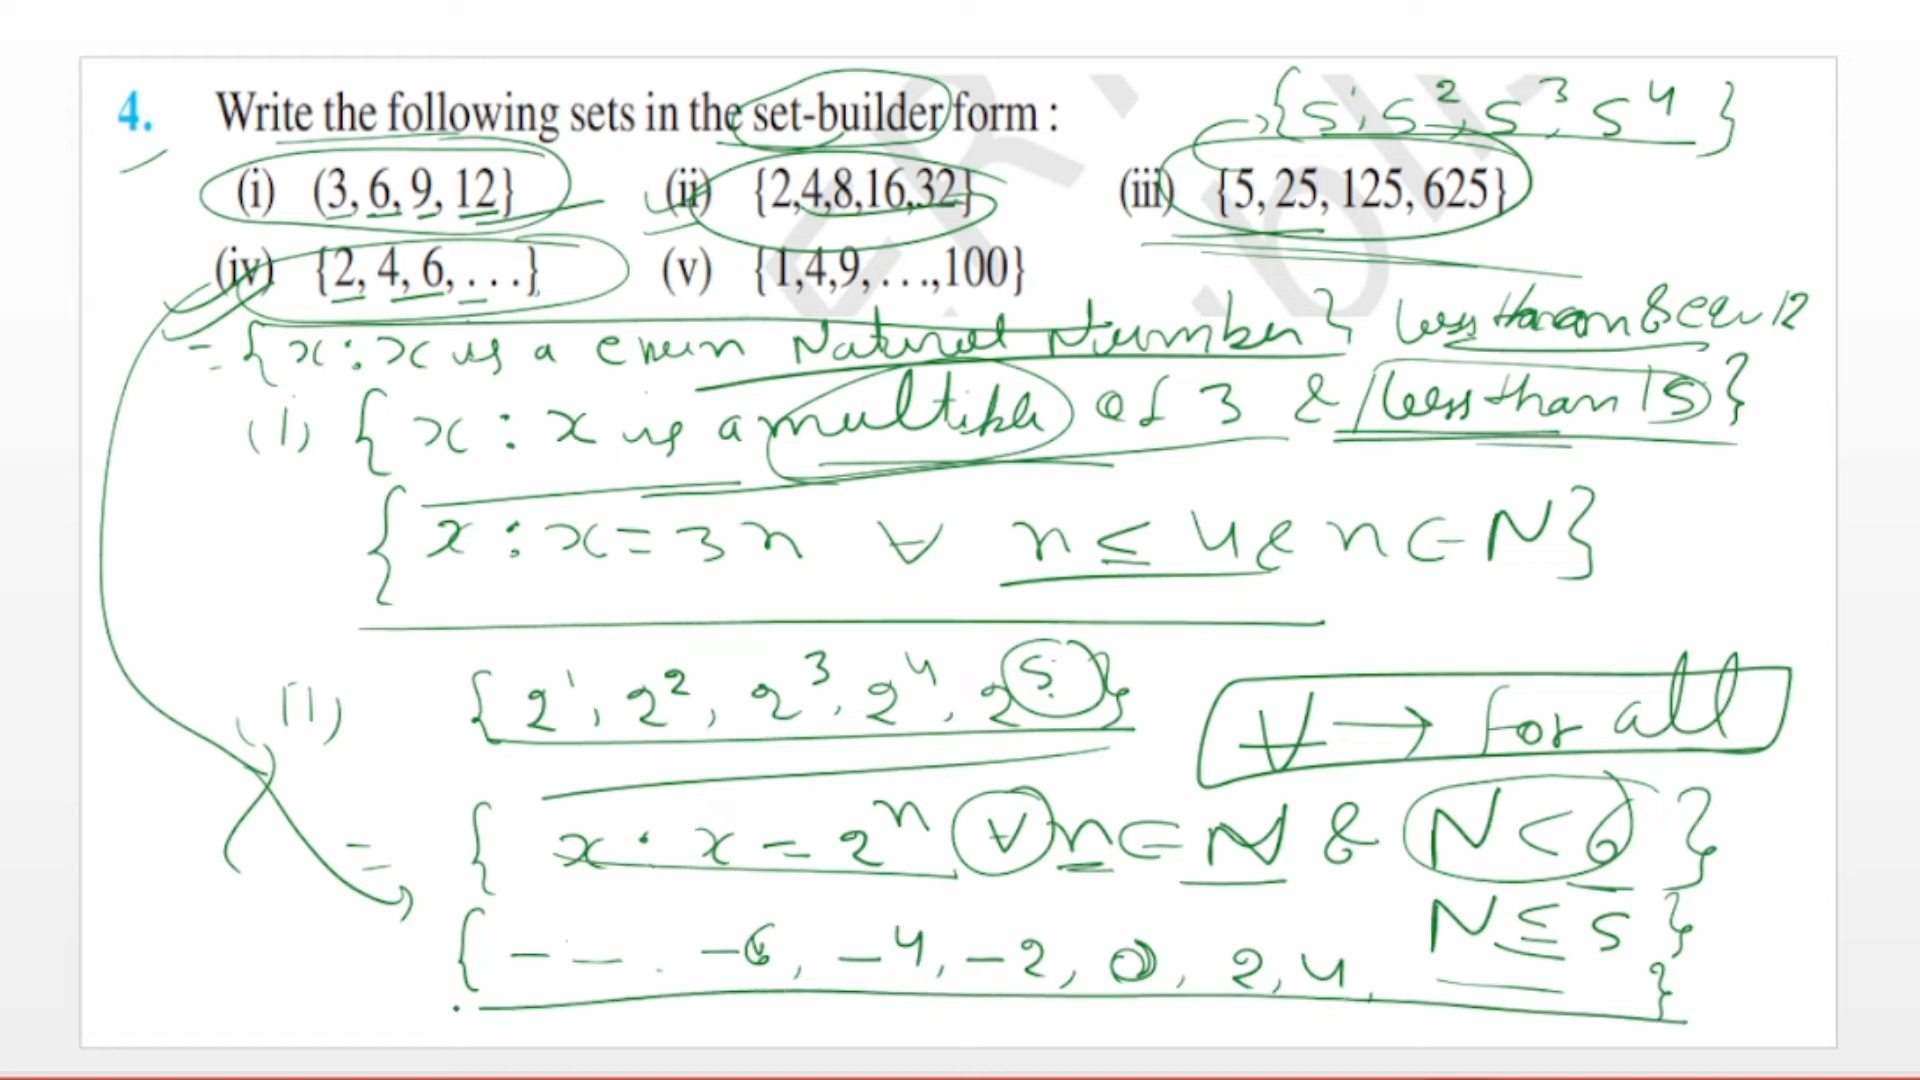 4. Write the following sets in the set-builder form : {5¹, 5², 5³, 5⁴}
(i) (3, 6, 9, 12} (ii) {2,4,8,16,32} (iii) {5, 25, 125, 625}
(iv) {2, 4, 6, . . .} (v) {1,4,9, . . .,100}
= {x : x is a even Natural Number} less than & 12
(i) {x : x is a multiple of 3 & less than 15}
{x : x = 3n ∀ n ≤ 4 & n ∈ N}
(ii) {2¹, 2², 2³, 2⁴, 2⁵} ∀ → for all
= {x : x = 2ⁿ ∀ n ∈ N & N < 6}
N ≤ 5}
{- - . -6, -4, -2, 0, 2, 4, }